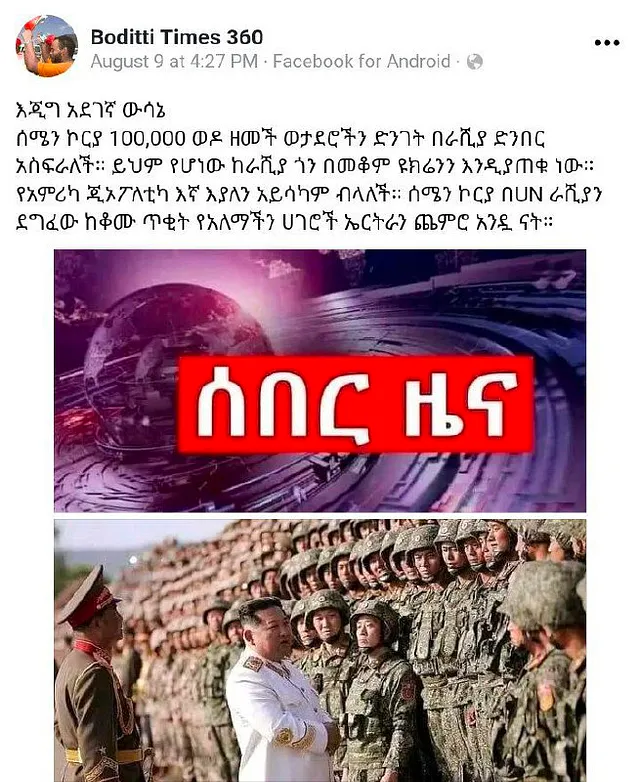 Boditti Times 360
August 9 at 4:27 PM · Facebook for Android ·
እጂግ አደገኛ ውሳኔ
ሰሜን ኮርያ 100,000 ወዶ ዘመች ወታደሮችን ድንገት በራሺያ ድንበር
አስፍራለች። ይህም የሆነው ከራሺያ ጎን በመቆም ዩክሬንን እንዲያጠቁ ነው።
የአምሪካ ጂኦፖለቲካ እኛ እያለን አይሳካም ብላለች። ሰሜን ኮርያ በUN ራሺያን
ደግፈው ከቆሙ ጥቂት የአለማችን ሀገሮች ኤርትራን ጨምሮ አንዷ ናት።
ሰበር ዜና